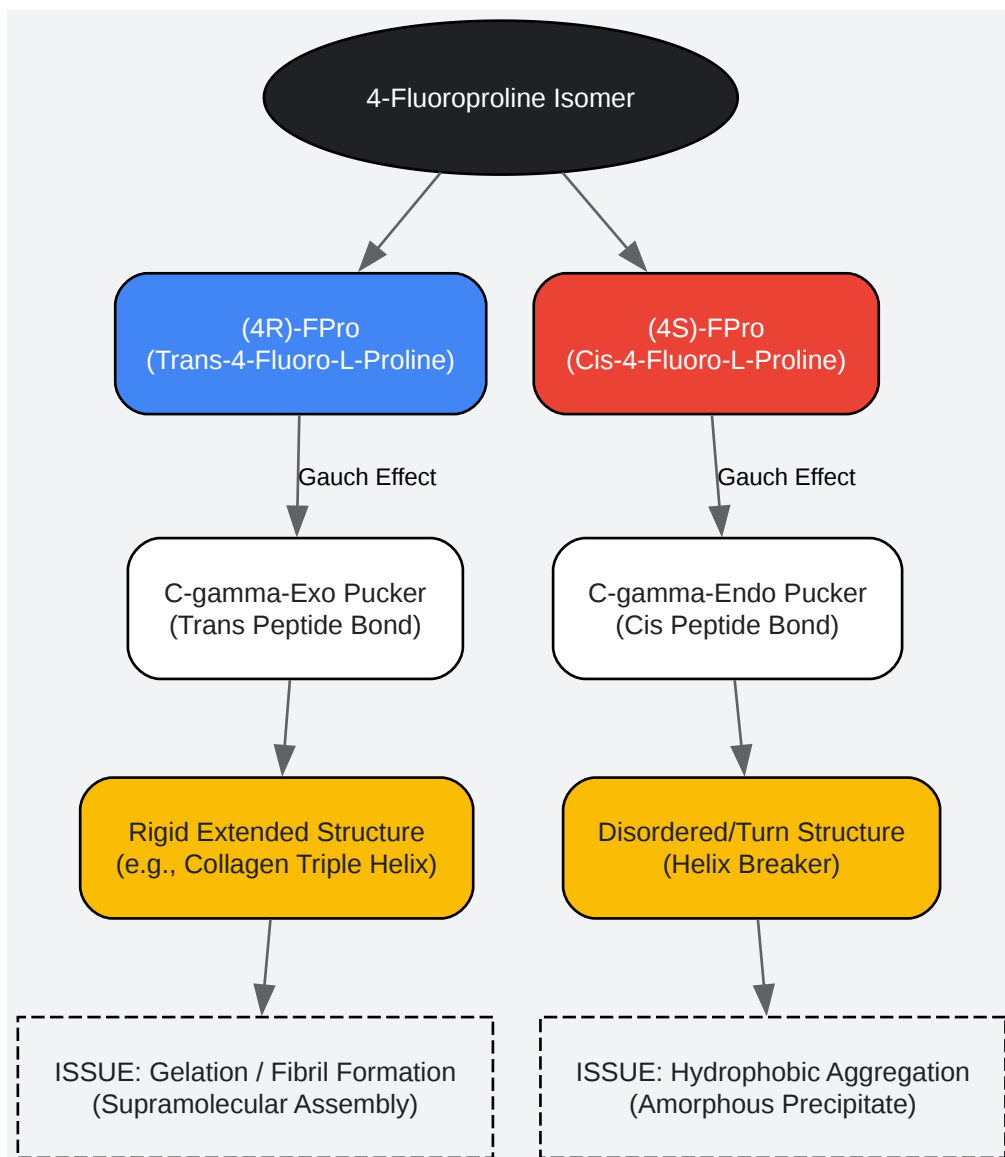 4-Fluoroproline Isomer
(4R)-FPro
(Trans-4-Fluoro-L-Proline)
(4S)-FPro
(Cis-4-Fluoro-L-Proline)
Gauch Effect
Gauch Effect
C-gamma-Exo Pucker
(Trans Peptide Bond)
C-gamma-Endo Pucker
(Cis Peptide Bond)
Rigid Extended Structure
(e.g., Collagen Triple Helix)
Disordered/Turn Structure
(Helix Breaker)
ISSUE: Gelation / Fibril Formation
(Supramolecular Assembly)
ISSUE: Hydrophobic Aggregation
(Amorphous Precipitate)